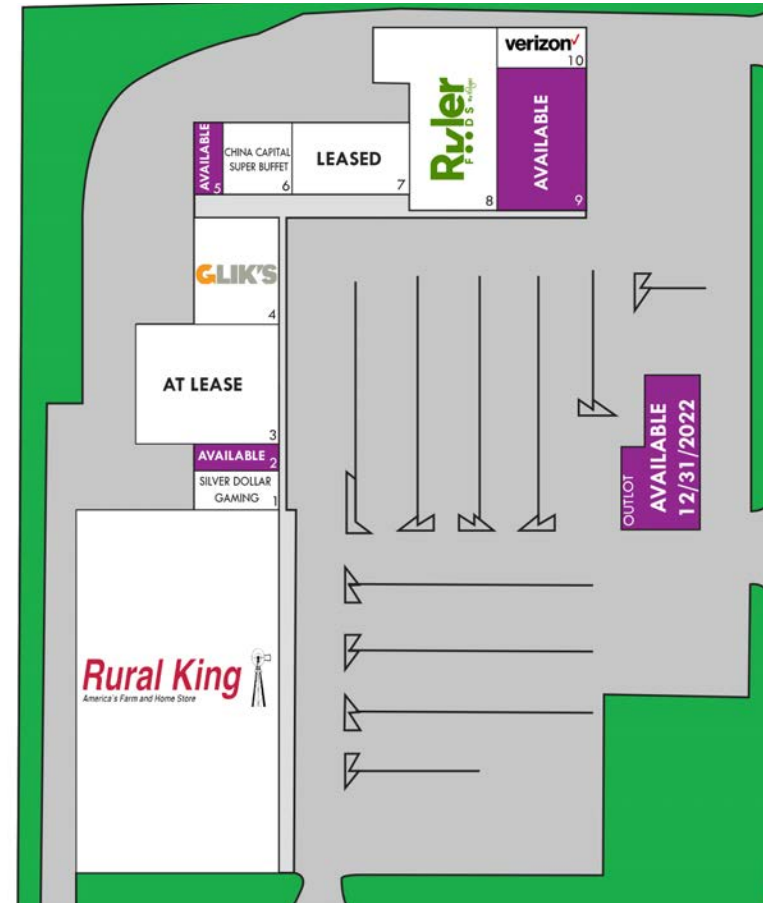 verizon✓
10
AVAILABLE
9
Ruler
FOODS
8
AVAILABLE
5
CHINA CAPITAL
SUPER BUFFET
6
LEASED
7
GLIK'S
4
AT LEASE
3
AVAILABLE
2
SILVER DOLLAR
GAMING
1
OUTLOT
AVAILABLE
12/31/2022
Rural King
America's Farm and Home Store